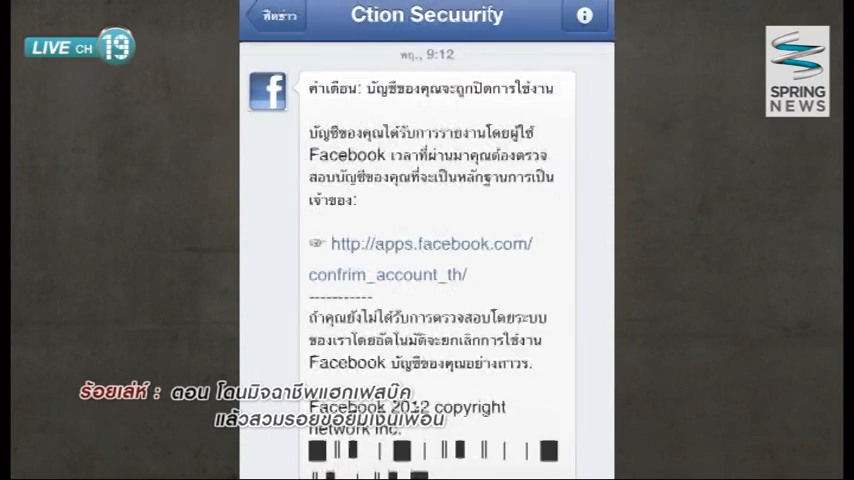 LIVE CH 19
ฟีดข่าว
Ction Secuurity
พฤ., 9:12
SPRING
NEWS
คำเตือน: บัญชีของคุณจะถูกปิดการใช้งาน
บัญชีของคุณได้รับการรายงานโดยผู้ใช้
Facebook เวลาที่ผ่านมาคุณต้องตรวจ
สอบบัญชีของคุณที่จะเป็นหลักฐานการเป็น
เจ้าของ:
☞ http://apps.facebook.com/
confrim_account_th/
-----------
ถ้าคุณยังไม่ได้รับการตรวจสอบโดยระบบ
ของเราโดยอัตโนมัติจะยกเลิกการใช้งาน
Facebook บัญชีของคุณอย่างถาวร.
Facebook 2012 copyright
network inc.
ร้อยเล่ห์ : ตอน โดนมิจฉาชีพแฮกเฟสบุ๊ค
แล้วสวมรอยขอยืมเงินเพื่อน